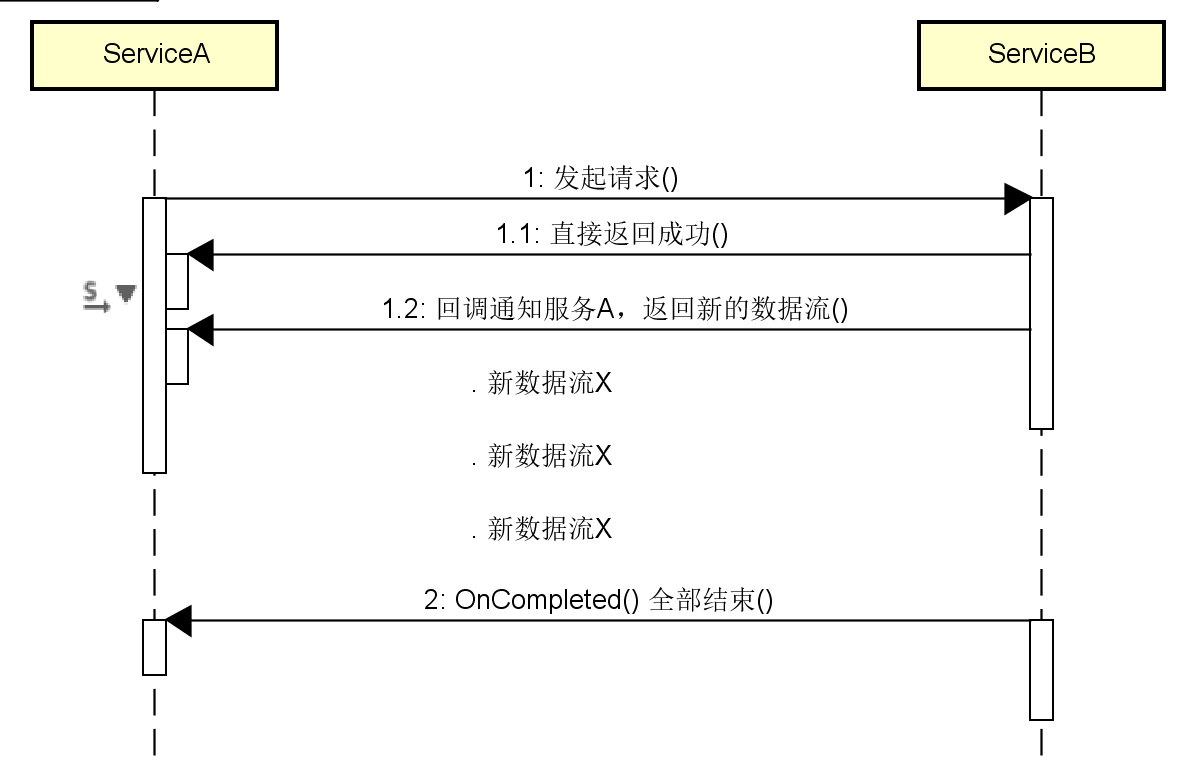 ServiceA
ServiceB
1: 发起请求()
1.1: 直接返回成功()
S
1.2: 回调通知服务A，返回新的数据流()
. 新数据流X
. 新数据流X
. 新数据流X
2: OnCompleted() 全部结束()